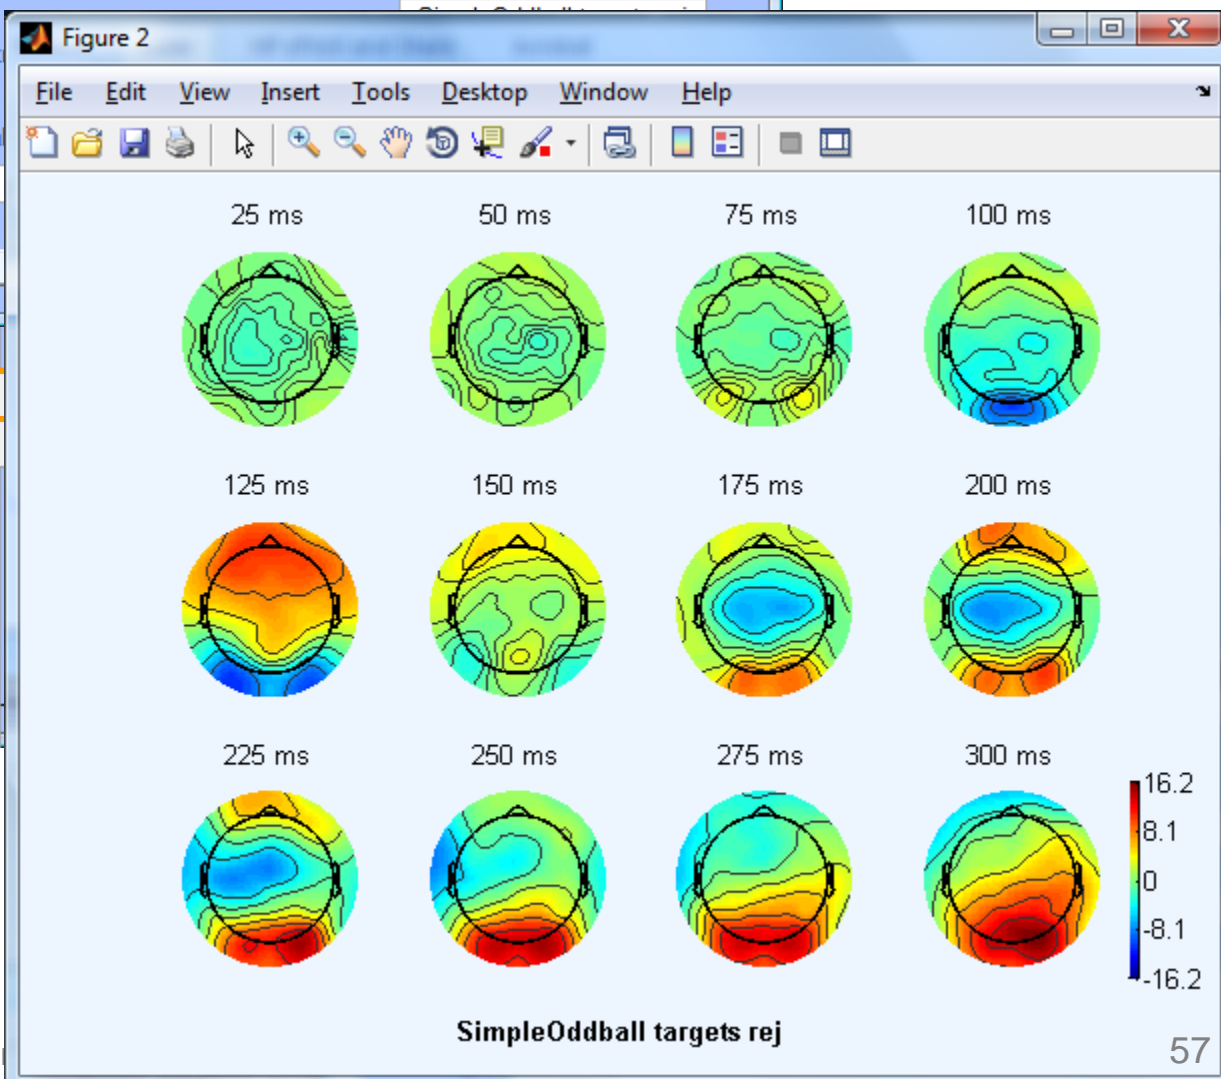 Figure 2
File Edit View Insert Tools Desktop Window Help
25 ms 50 ms 75 ms 100 ms
125 ms 150 ms 175 ms 200 ms
225 ms 250 ms 275 ms 300 ms
16.2
8.1
0
-8.1
-16.2
SimpleOddball targets rej
57